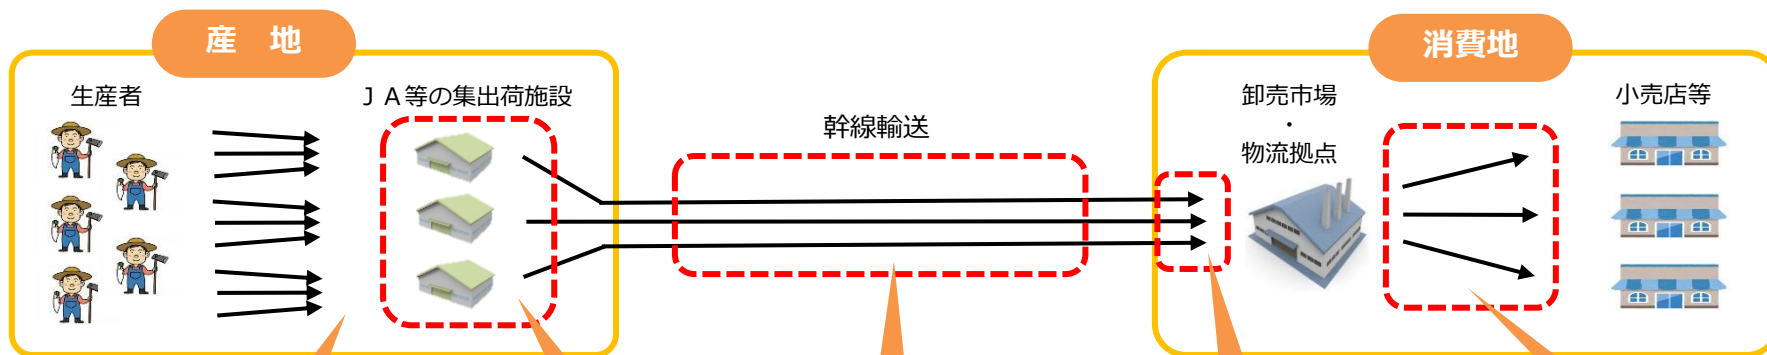 産　地
消費地
生産者
ＪＡ等の集出荷施設
幹線輸送
卸売市場
・
物流拠点
小売店等